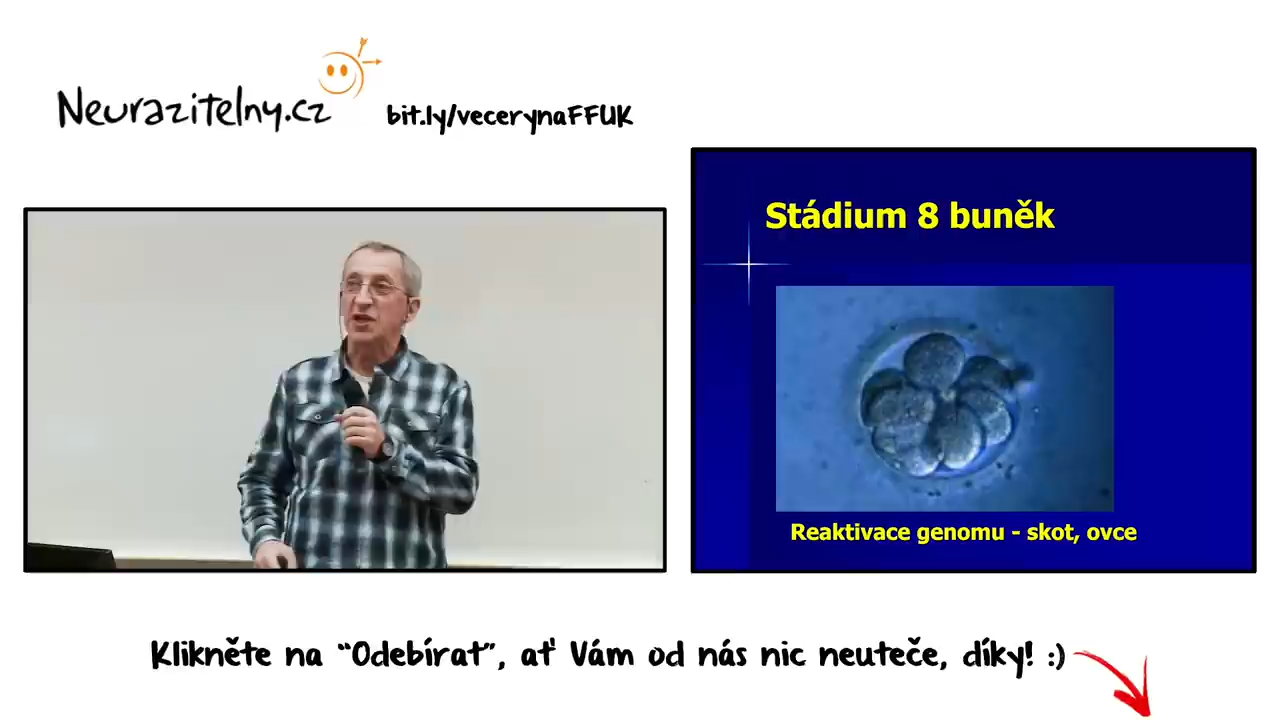 Neurazitelny.cz
bit.ly/vecerynaFFUK
Stádium 8 buněk
Reaktivace genomu - skot, ovce
Klikněte na “Odebírat”, ať Vám od nás nic neuteče, díky! :)